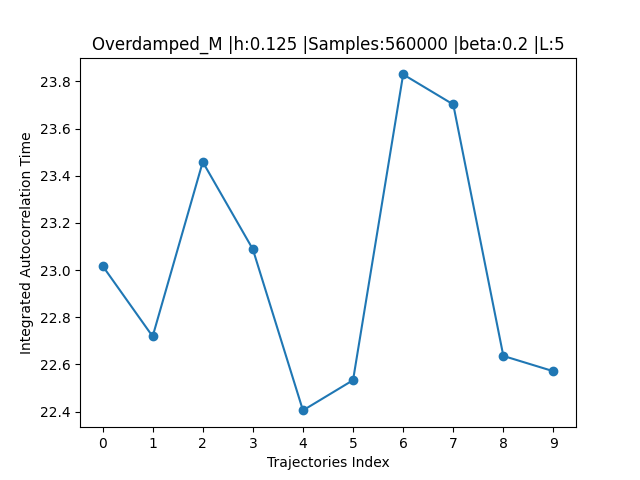 Overdamped_M |h:0.125 |Samples:560000 |beta:0.2 |L:5
Integrated Autocorrelation Time
23.8
23.6
23.4
23.2
23.0
22.8
22.6
22.4
0 1 2 3 4 5 6 7 8 9
Trajectories Index